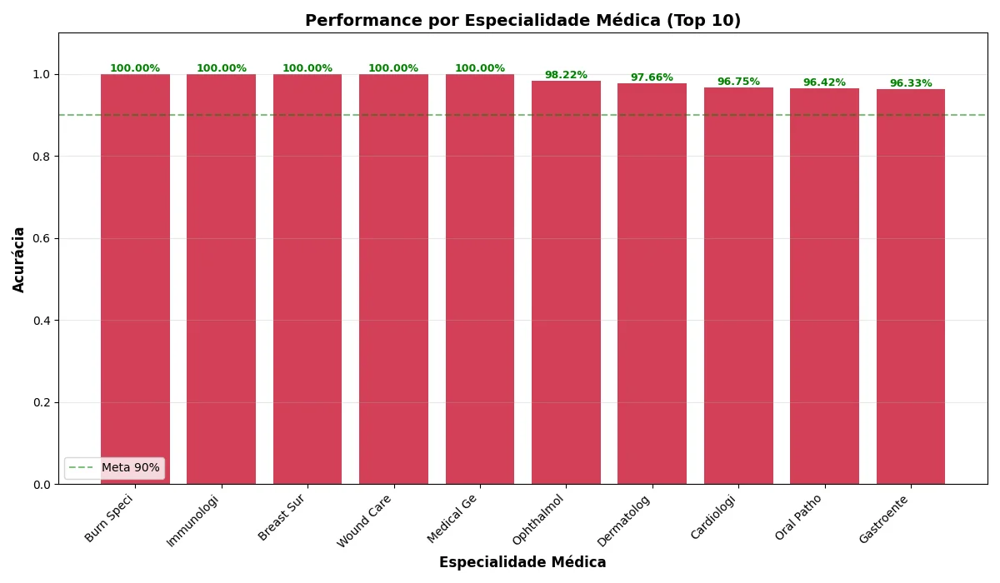 Performance por Especialidade Médica (Top 10)
Acurácia
1.0
0.8
0.6
0.4
0.2
0.0
100.00%
100.00%
100.00%
100.00%
100.00%
98.22%
97.66%
96.75%
96.42%
96.33%
Meta 90%
Burn Speci
Immunologi
Breast Sur
Wound Care
Medical Ge
Ophthalmol
Dermatolog
Cardiologi
Oral Patho
Gastroente
Especialidade Médica